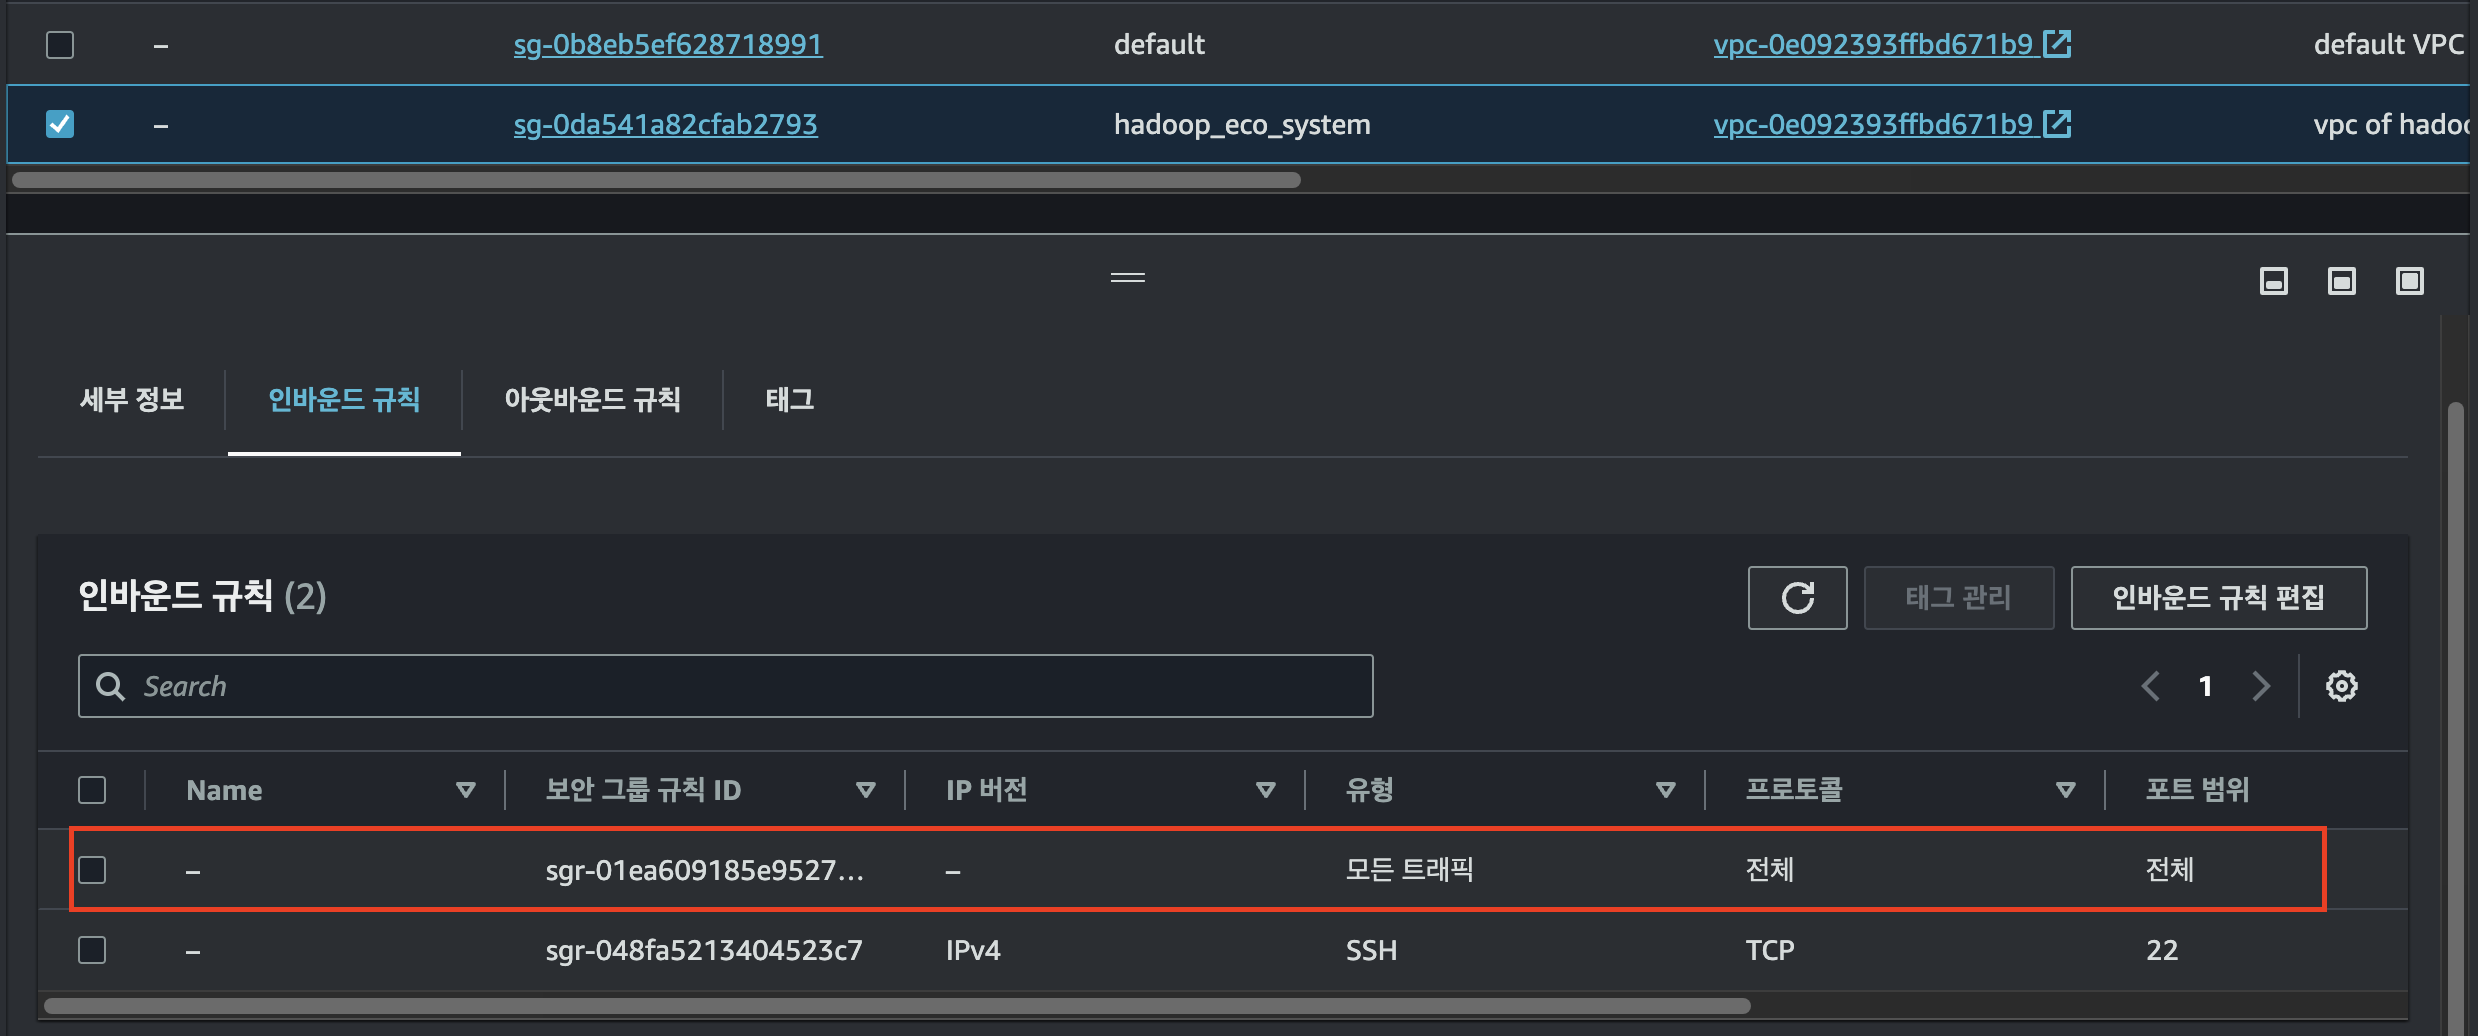 – sg-0b8eb5ef628718991 default vpc-0e092393ffbd671b9 default VPC
– sg-0da541a82cfab2793 hadoop_eco_system vpc-0e092393ffbd671b9 vpc of hado
세부 정보 인바운드 규칙 아웃바운드 규칙 태그
인바운드 규칙 (2) 태그 관리 인바운드 규칙 편집
Search 1
Name 보안 그룹 규칙 ID IP 버전 유형 프로토콜 포트 범위
– sgr-01ea609185e9527... – 모든 트래픽 전체 전체
– sgr-048fa5213404523c7 IPv4 SSH TCP 22